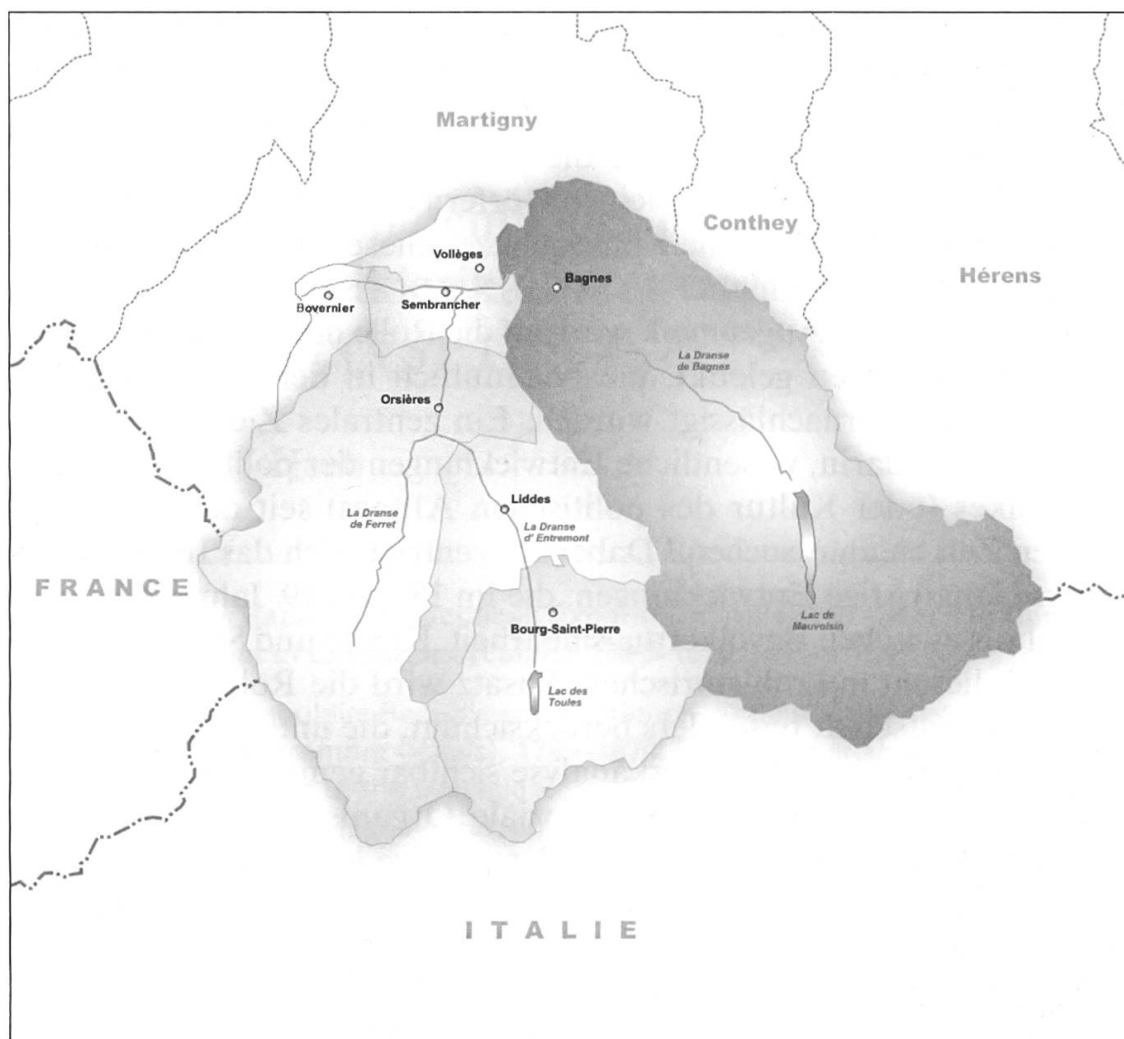 Martigny
Conthey
Hérens
Vollèges
Bagnes
Bovernier
Sembrancher
La Dranse
de Bagnes
Orsières
Liddes
La Dranse
de Ferret
La Dranse
d' Entremont
FRANCE
Bourg-Saint-Pierre
Lac de
Mauvoisin
Lac des
Toules
ITALIE